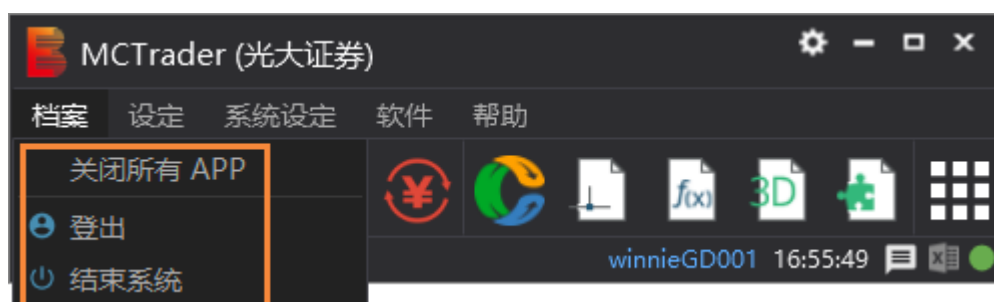 MCTrader (光大证券)
档案 设定 系统设定 软件 帮助
关闭所有 APP
f(x) 3D
登出
winnieGD001 16:55:49
结束系统